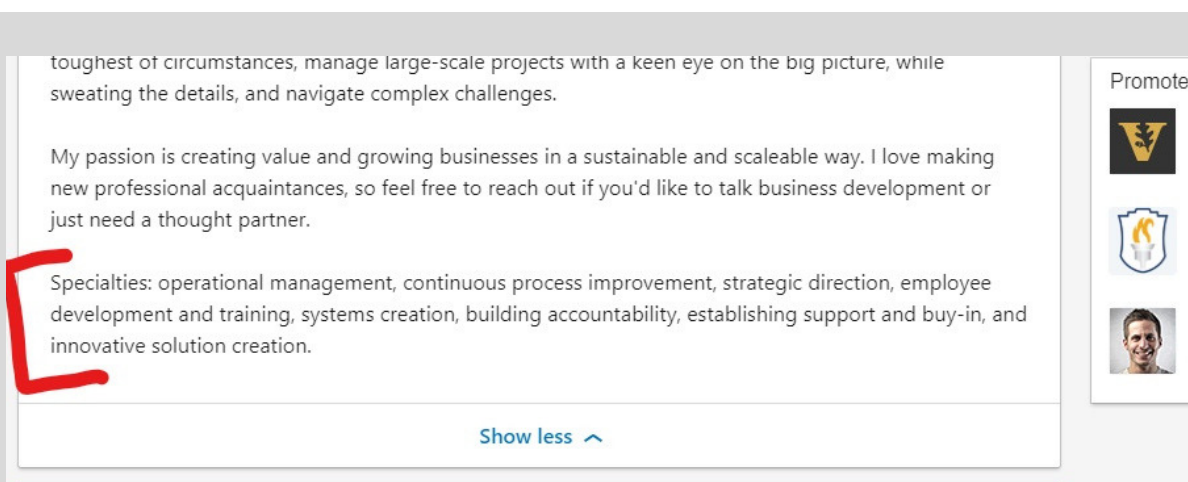 toughest of circumstances, manage large-scale projects with a keen eye on the big picture, while
sweating the details, and navigate complex challenges.
My passion is creating value and growing businesses in a sustainable and scaleable way. I love making
new professional acquaintances, so feel free to reach out if you'd like to talk business development or
just need a thought partner.
Specialties: operational management, continuous process improvement, strategic direction, employee
development and training, systems creation, building accountability, establishing support and buy-in, and
innovative solution creation.
Show less
Promote
V